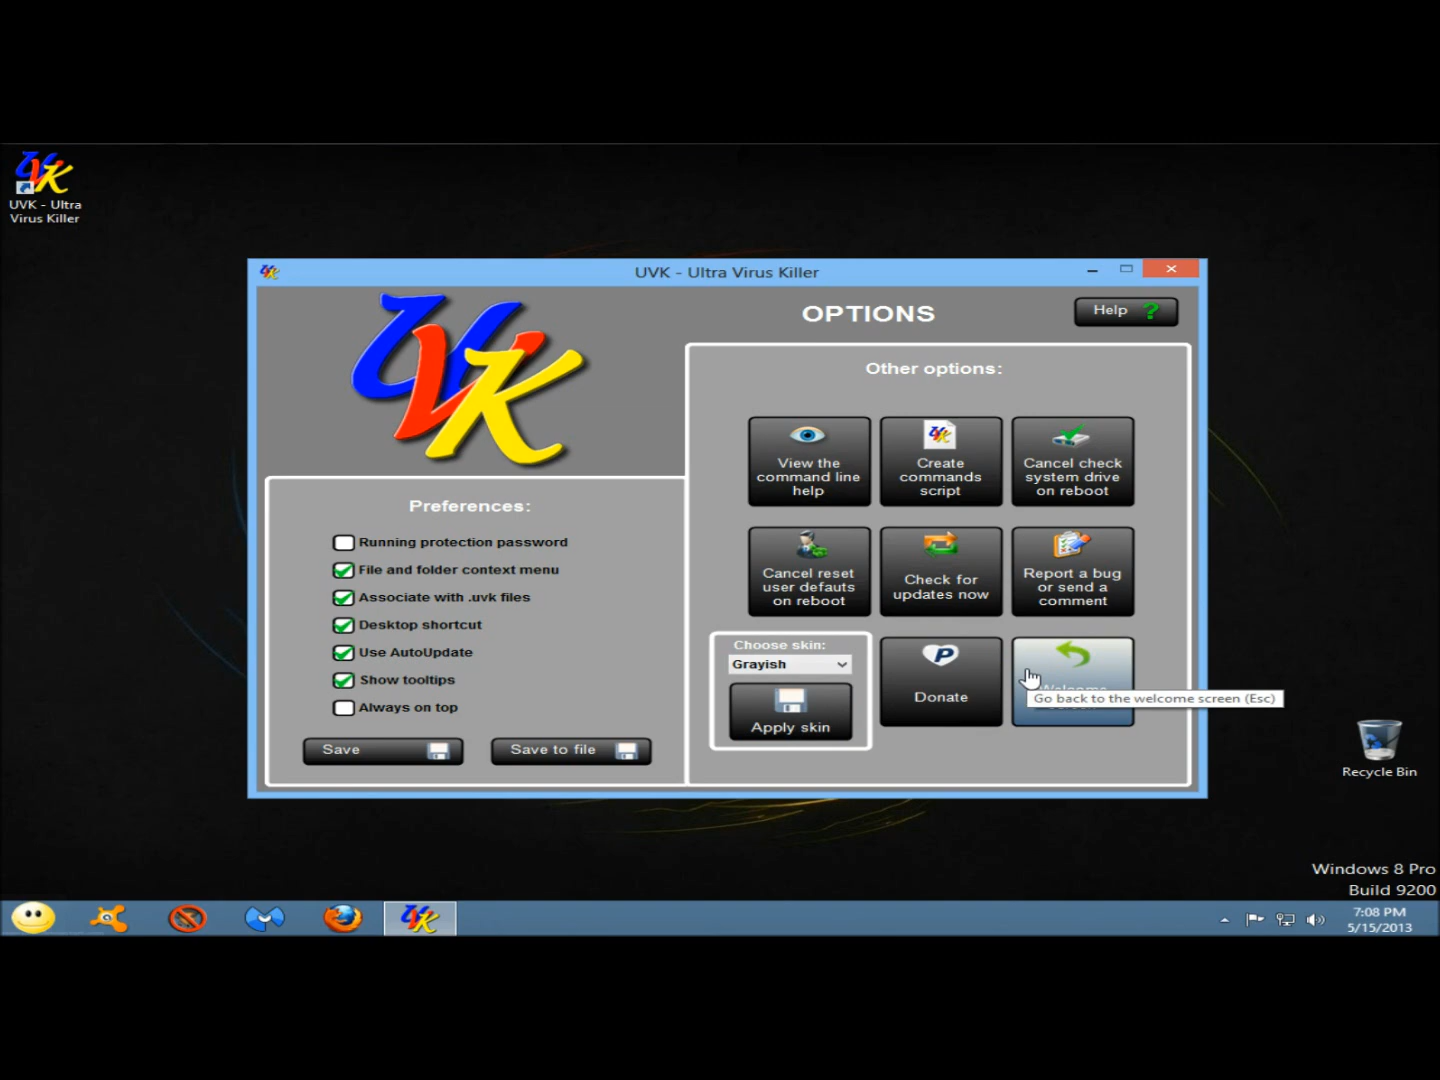 UVK - Ultra
Virus Killer
UVK - Ultra Virus Killer
UVK
OPTIONS
Help ?
Preferences:
Running protection password
File and folder context menu
Associate with .uvk files
Desktop shortcut
Use AutoUpdate
Show tooltips
Always on top
Save
Save to file
Other options:
View the
command line
help
Create
commands
script
Cancel check
system drive
on reboot
Cancel reset
user defauts
on reboot
Check for
updates now
Report a bug
or send a
comment
Choose skin:
Grayish
Apply skin
Donate
Welcome
Go back to the welcome screen (Esc)
Recycle Bin
Windows 8 Pro
Build 9200
7:08 PM
5/15/2013